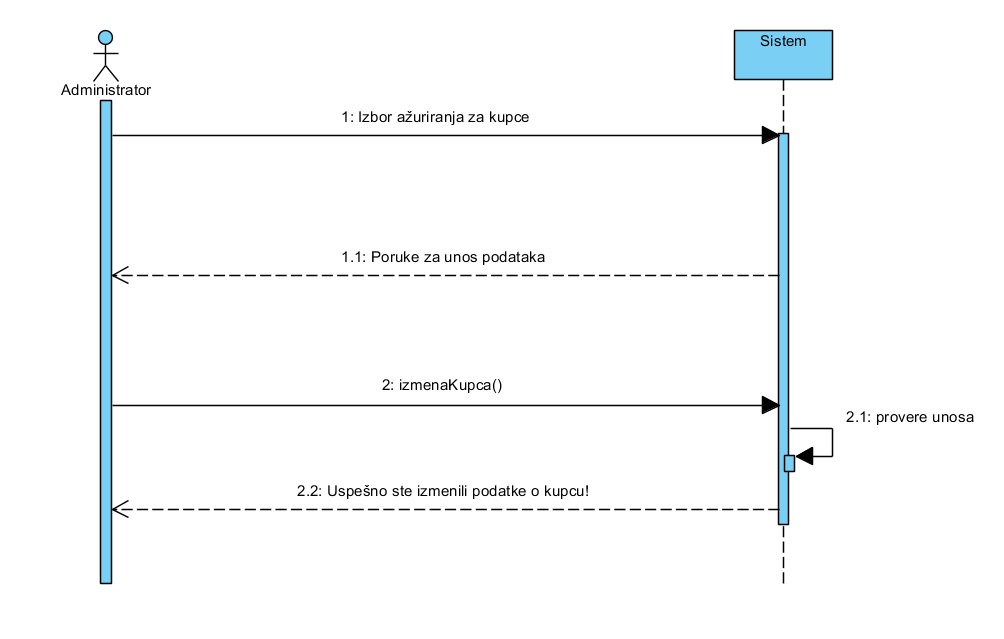 Sistem
Administrator
1: Izbor ažuriranja za kupce
1.1: Poruke za unos podataka
2: izmenaKupca()
2.1: provere unosa
2.2: Uspešno ste izmenili podatke o kupcu!